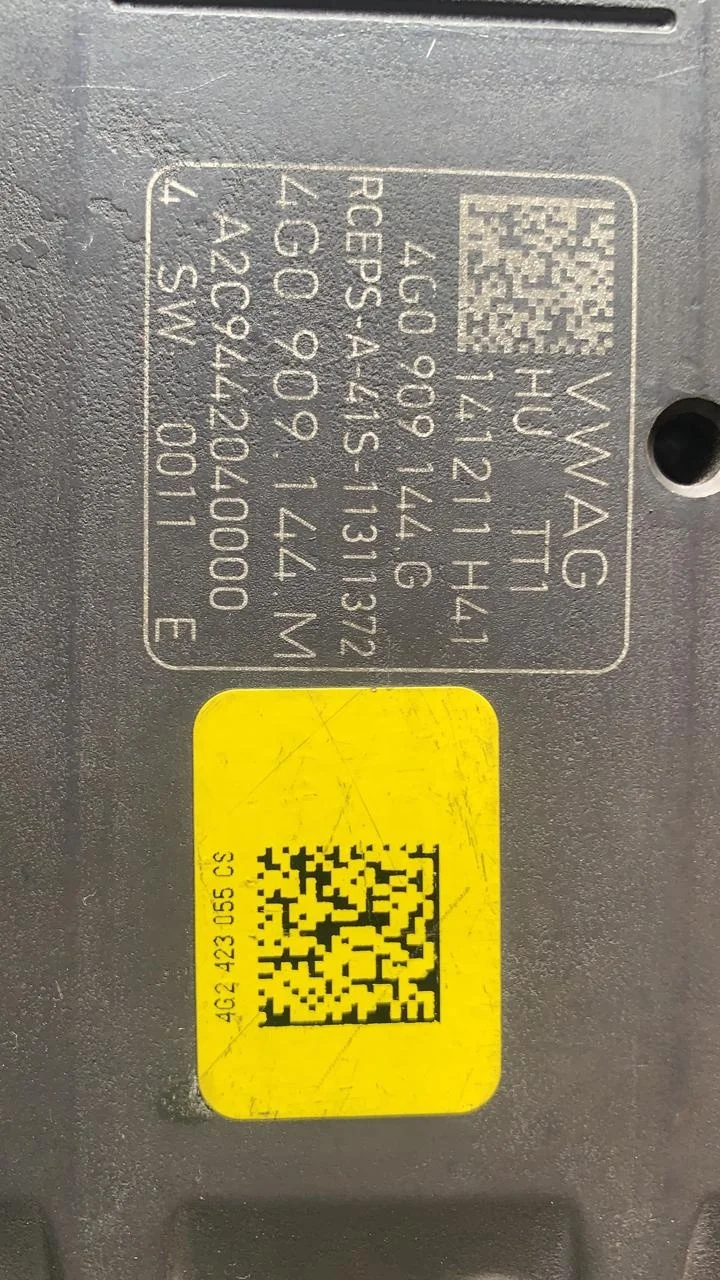 VWAG
HU TT1
141211 H41
4G0 909.144.G
RCEPS-A-41S-11311372
4G0 909.144.M
A2C9442040000
4 SW 0011 E
4G2 423 055 CS